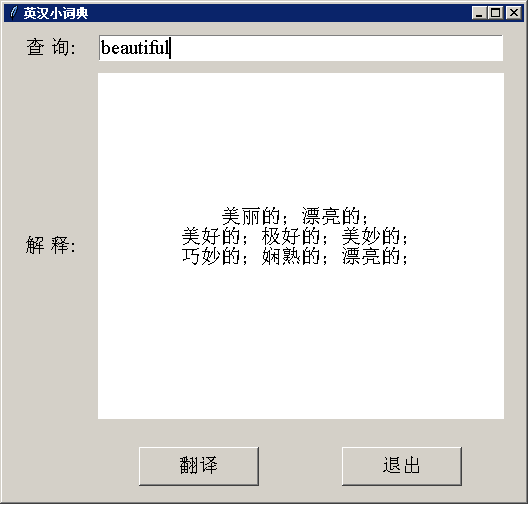 英汉小词典
查 询: beautiful
美丽的；漂亮的；
美好的；极好的；美妙的；
解 释:
巧妙的；娴熟的；漂亮的；
翻译 退出